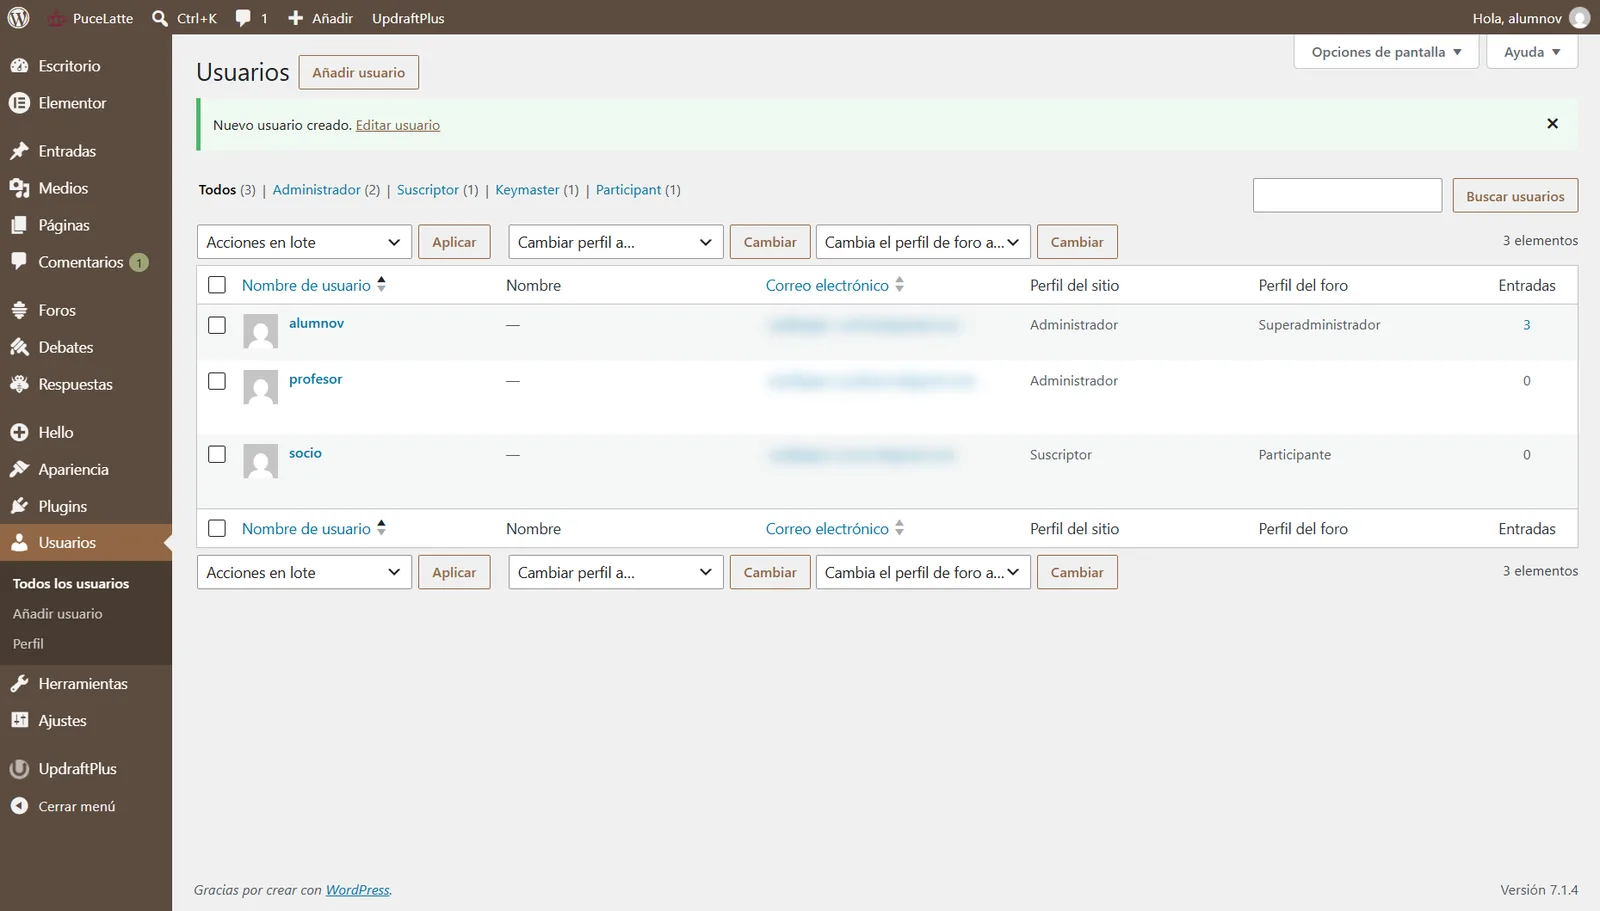 PuceLatte Ctrl+K 1 Añadir UpdraftPlus Hola, alumnov
Escritorio
Elementor
Entradas
Medios
Páginas
Comentarios 1
Foros
Debates
Respuestas
Hello
Apariencia
Plugins
Usuarios
Todos los usuarios
Añadir usuario
Perfil
Herramientas
Ajustes
UpdraftPlus
Cerrar menú
Opciones de pantalla Ayuda
Usuarios Añadir usuario
Nuevo usuario creado. Editar usuario
Todos (3) | Administrador (2) | Suscriptor (1) | Keymaster (1) | Participant (1)
Buscar usuarios
Acciones en lote Aplicar Cambiar perfil a... Cambiar Cambia el perfil de foro a... Cambiar 3 elementos
Nombre de usuario Nombre Correo electrónico Perfil del sitio Perfil del foro Entradas
alumnov — Administrador Superadministrador 3
profesor — Administrador 0
socio — Suscriptor Participante 0
Nombre de usuario Nombre Correo electrónico Perfil del sitio Perfil del foro Entradas
Acciones en lote Aplicar Cambiar perfil a... Cambiar Cambia el perfil de foro a... Cambiar 3 elementos
Gracias por crear con WordPress. Versión 7.1.4